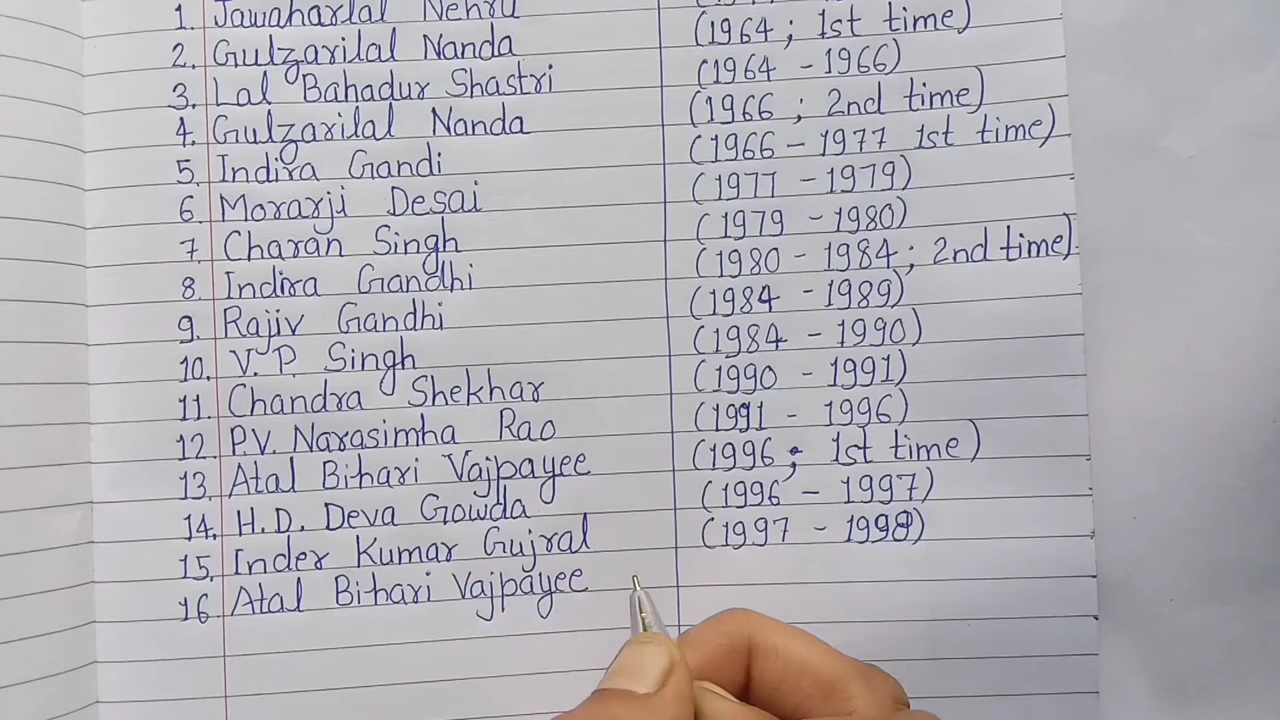 1. Jawaharlal Nehru
2. Gulzarilal Nanda (1964 ; 1st time)
3. Lal Bahadur Shastri (1964 - 1966)
4. Gulzarilal Nanda (1966 ; 2nd time)
5. Indira Gandi (1966 - 1977 1st time)
6. Morarji Desai (1977 - 1979)
7. Charan Singh (1979 - 1980)
8. Indira Gandhi (1980 - 1984 ; 2nd time)
9. Rajiv Gandhi (1984 - 1989)
10. V.P. Singh (1984 - 1990)
11. Chandra Shekhar (1990 - 1991)
12. P.V. Narasimha Rao (1991 - 1996)
13. Atal Bihari Vajpayee (1996 ; 1st time)
14. H.D. Deva Gowda (1996 - 1997)
15. Inder Kumar Gujral (1997 - 1998)
16 Atal Bihari Vajpayee